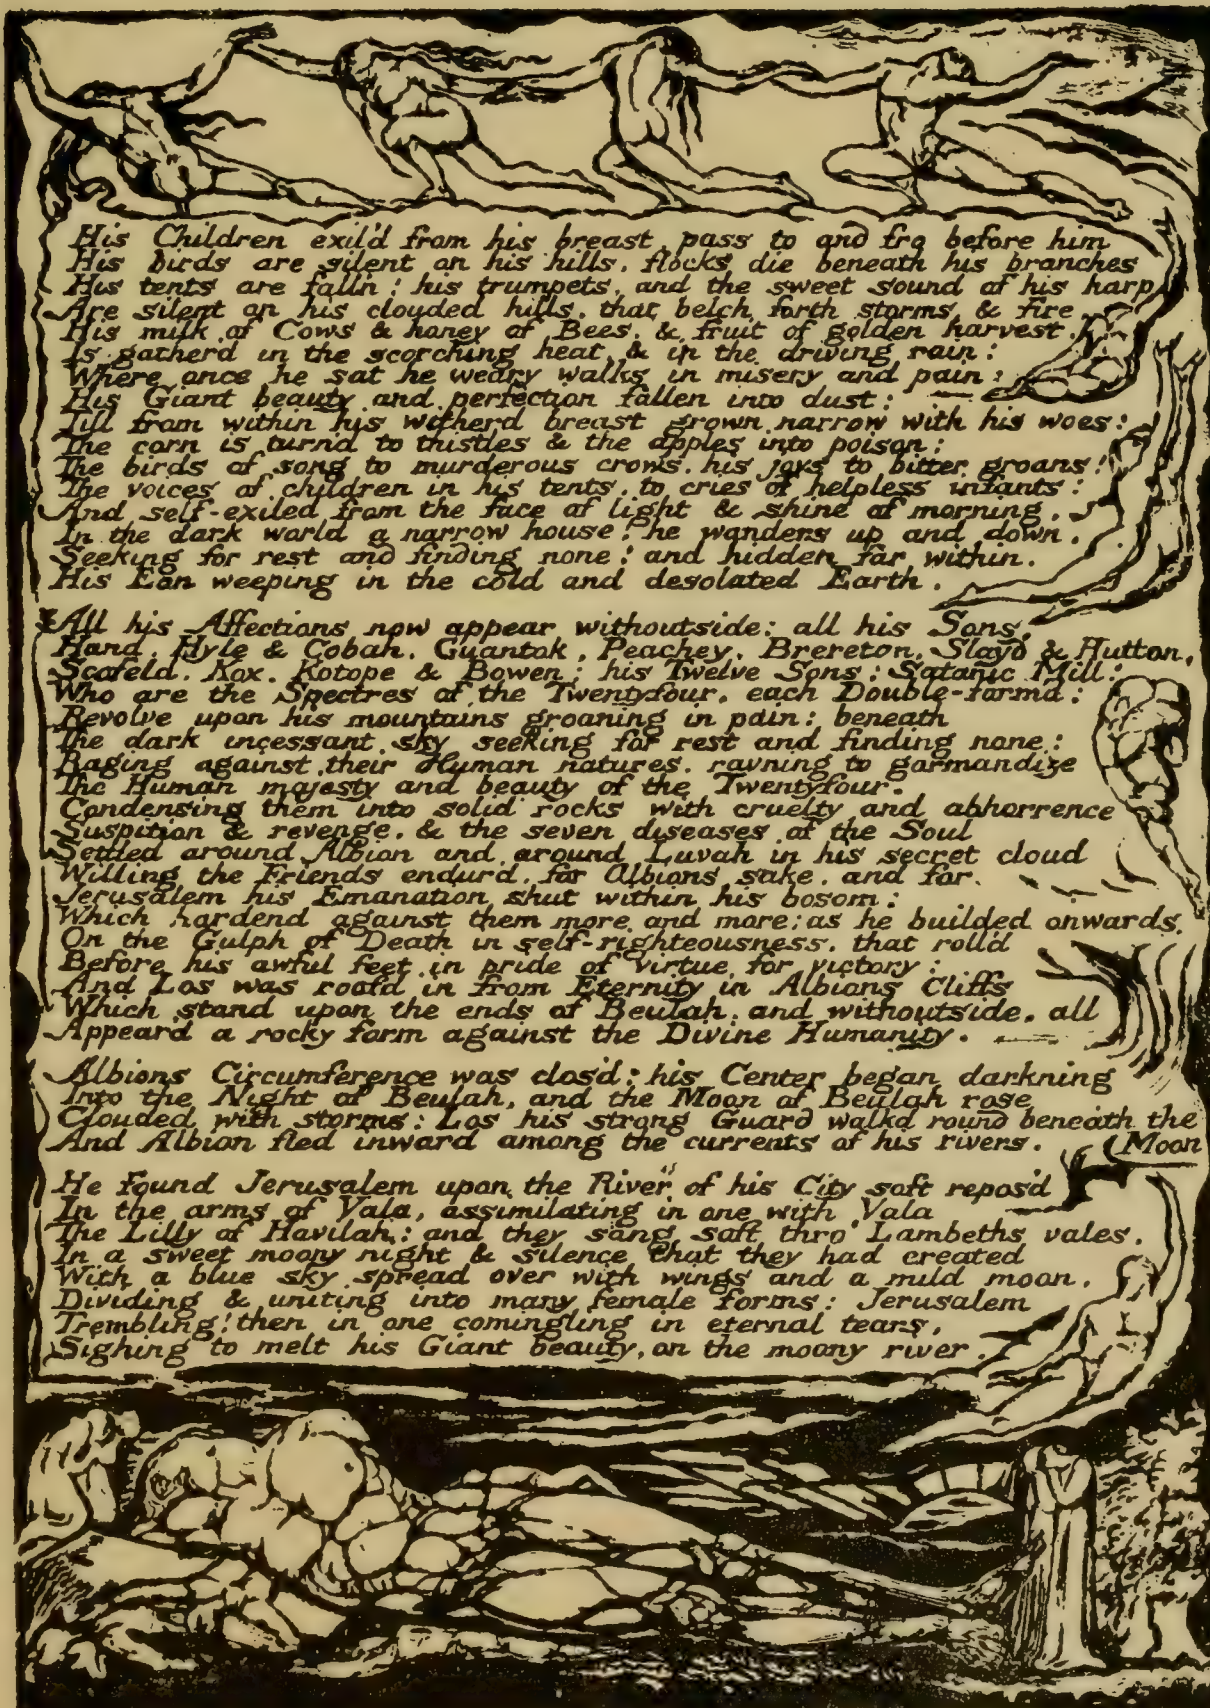 His Children exil'd from his breast pass to and fro before him
His birds are silent on his hills, flocks die beneath his branches
His tents are fall'n; his trumpets, and the sweet sound of his harp
Are silent on his clouded hills, that belch forth storms & fire.
His milk of Cows & honey of Bees, & fruit of golden harvest,
Is gather'd in the scorching heat, & in the driving rain:
Where once he sat he weary walks in misery and pain:
His Giant beauty and perfection fallen into dust:
Till from within his witherd breast grown narrow with his woes:
The corn is turn'd to thistles & the apples into poison:
The birds of song to murderous crows, his joys to bitter groans!
The voices of children in his tents, to cries of helpless infants:
And self-exiled from the face of light & shine of morning,
In the dark world a narrow house! he wanders up and down,
Seeking for rest and finding none! and hidden far within,
His Eon weeping in the cold and desolated Earth.
All his Affections now appear withoutside: all his Sons,
Hand, Hyle & Coban, Guantok, Peachey, Brereton, Slayd & Hutton,
Scofeld, Kox, Kotope & Bowen; his Twelve Sons: Satanic Mill:
Who are the Spectres of the Twentyfour, each Double-form'd:
Revolve upon his mountains groaning in pain: beneath
The dark incessant sky seeking for rest and finding none:
Raging against their Human natures, ravning to gormandize
The Human majesty and beauty of the Twentyfour.
Condensing them into solid rocks with cruelty and abhorrence
Suspition & revenge, & the seven diseases of the Soul
Settled around Albion and around Luvah in his secret cloud
Willing the Friends endur'd, for Albions sake, and for
Jerusalem his Emanation shut within his bosom;
Which harden'd against them more and more; as he builded onwards
On the Gulph of Death in self-righteousness, that roll'd
Before his awful feet in pride of virtue for victory:
And Los was roof'd in from Eternity in Albions Cliffs
Which stand upon the ends of Beulah, and withoutside, all
Appear'd a rocky form against the Divine Humanity.
Albions Circumference was clos'd: his Center began darkning
Into the Night of Beulah, and the Moon of Beulah rose
Clouded with storms: Los his strong Guard walkd round beneath the
Moon
And Albion fled inward among the currents of his rivers.
He found Jerusalem upon the River of his City soft repos'd
In the arms of Vala, assimilating in one with Vala
The Lilly of Havilah: and they sang soft thro' Lambeths vales,
In a sweet moony night & silence that they had created
With a blue sky spread over with wings and a mild moon,
Dividing & uniting into many female forms: Jerusalem
Trembling! then in one comingling in eternal tears,
Sighing to melt his Giant beauty, on the moony river.